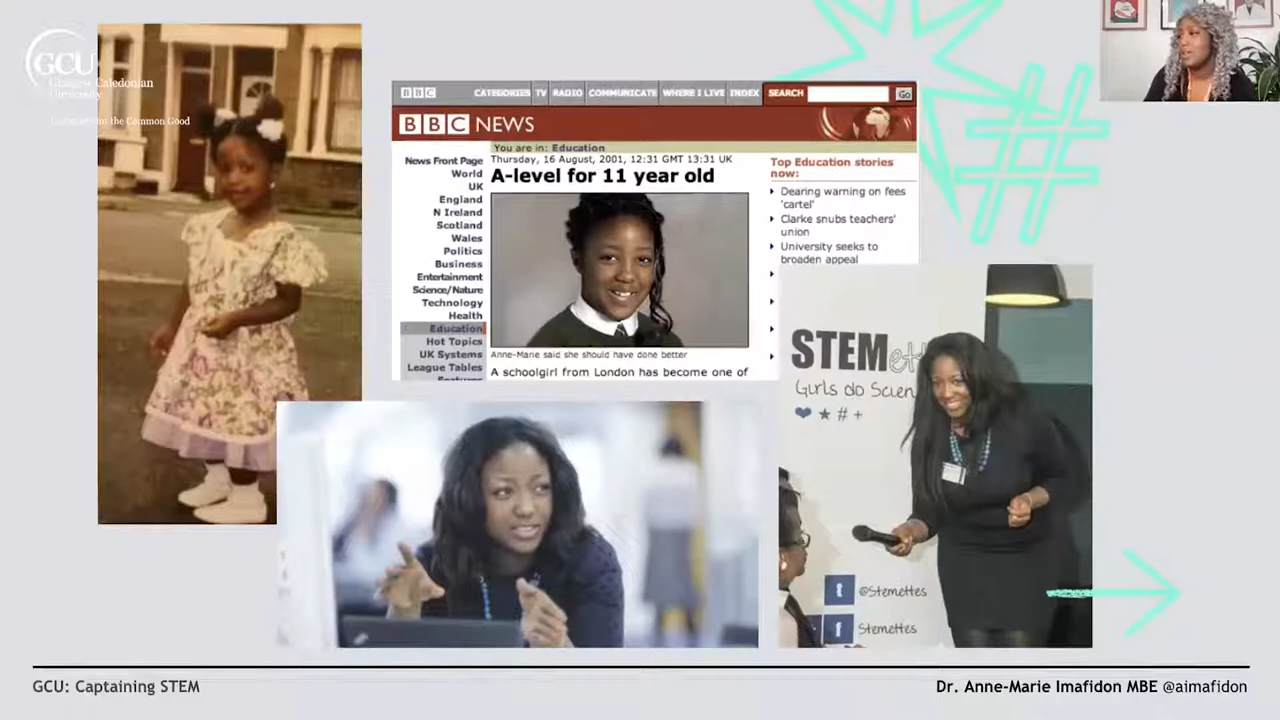 GCU
Glasgow Caledonian
University
University for the Common Good
BBC
CATEGORIES TV RADIO COMMUNICATE WHERE I LIVE INDEX SEARCH Go
BBC NEWS
You are in: Education
News Front Page
World
UK
England
N Ireland
Scotland
Wales
Politics
Business
Entertainment
Science/Nature
Technology
Health
Education
Hot Topics
UK Systems
League Tables
Features
Thursday, 16 August, 2001, 12:31 GMT 13:31 UK
A-level for 11 year old
Anne-Marie said she should have done better
A schoolgirl from London has become one of
Top Education stories
now:
Dearing warning on fees
'cartel'
Clarke snubs teachers'
union
University seeks to
broaden appeal
STEMette
Girls do Scien
# +
t @Stemettes
f Stemettes
GCU: Captaining STEM
Dr. Anne-Marie Imafidon MBE @aimafidon